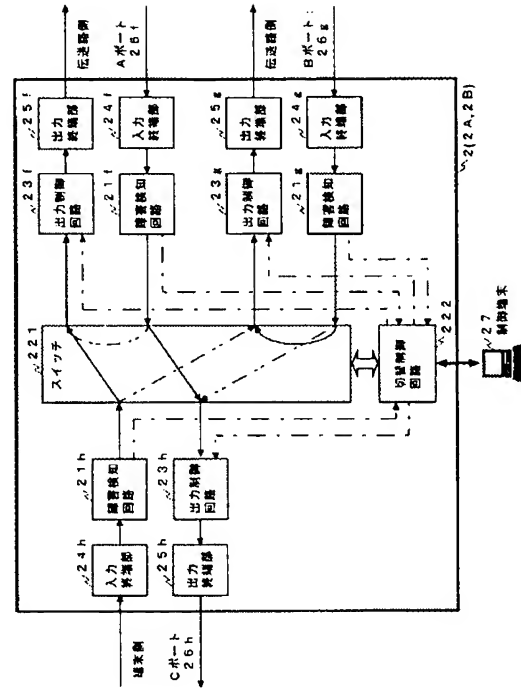 伝送路側
Aポート
26f
伝送路側
Bポート:
26g
25f
出力
終端部
24f
入力
終端部
25g
出力
終端部
24g
入力
終端部
23f
出力制御
回路
21f
障害検知
回路
23g
出力制御
回路
21g
障害検知
回路
2(2A,2B)
221
スイッチ
222
切替制御
回路
27
制御端末
21h
障害検知
回路
23h
出力制御
回路
24h
入力
終端部
25h
出力
終端部
端末側
Cポート
26h